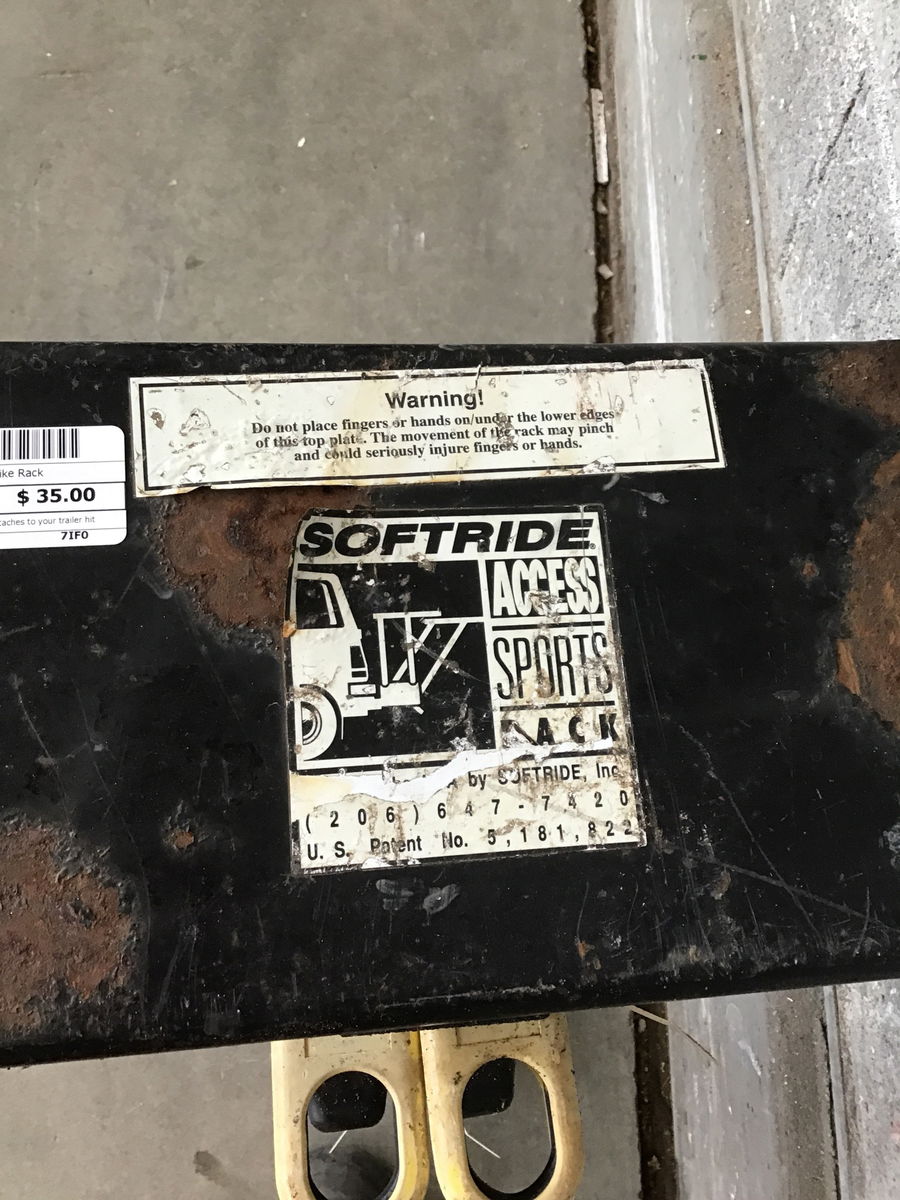 Warning!
Do not place fingers or hands on/under the lower edges
of this top plate. The movement of the rack may pinch
and could seriously injure fingers or hands.
ike Rack
$ 35.00
taches to your trailer hit
7IF0
SOFTRIDE®
ACCESS
SPORTS
RACK
by SOFTRIDE, Inc
(206)647-7420
U. S. Patent No. 5,181,822